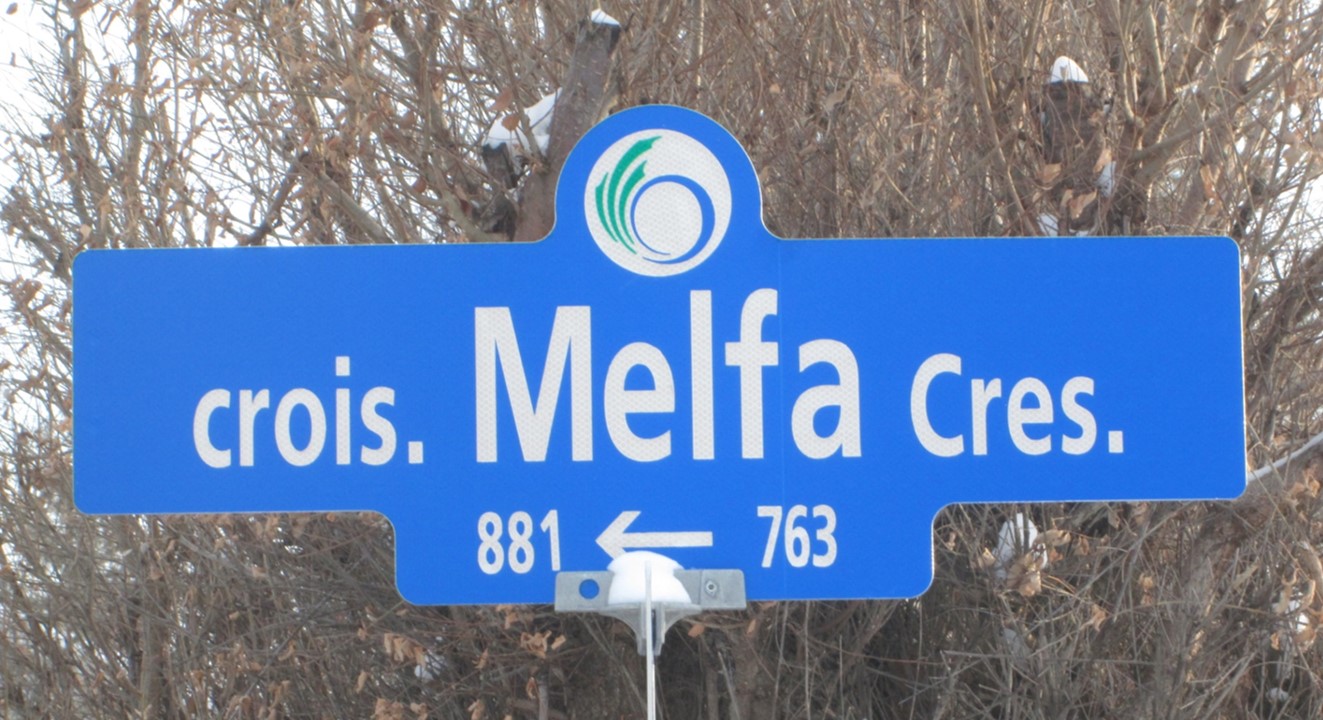 crois. Melfa Cres.
881 ← 763